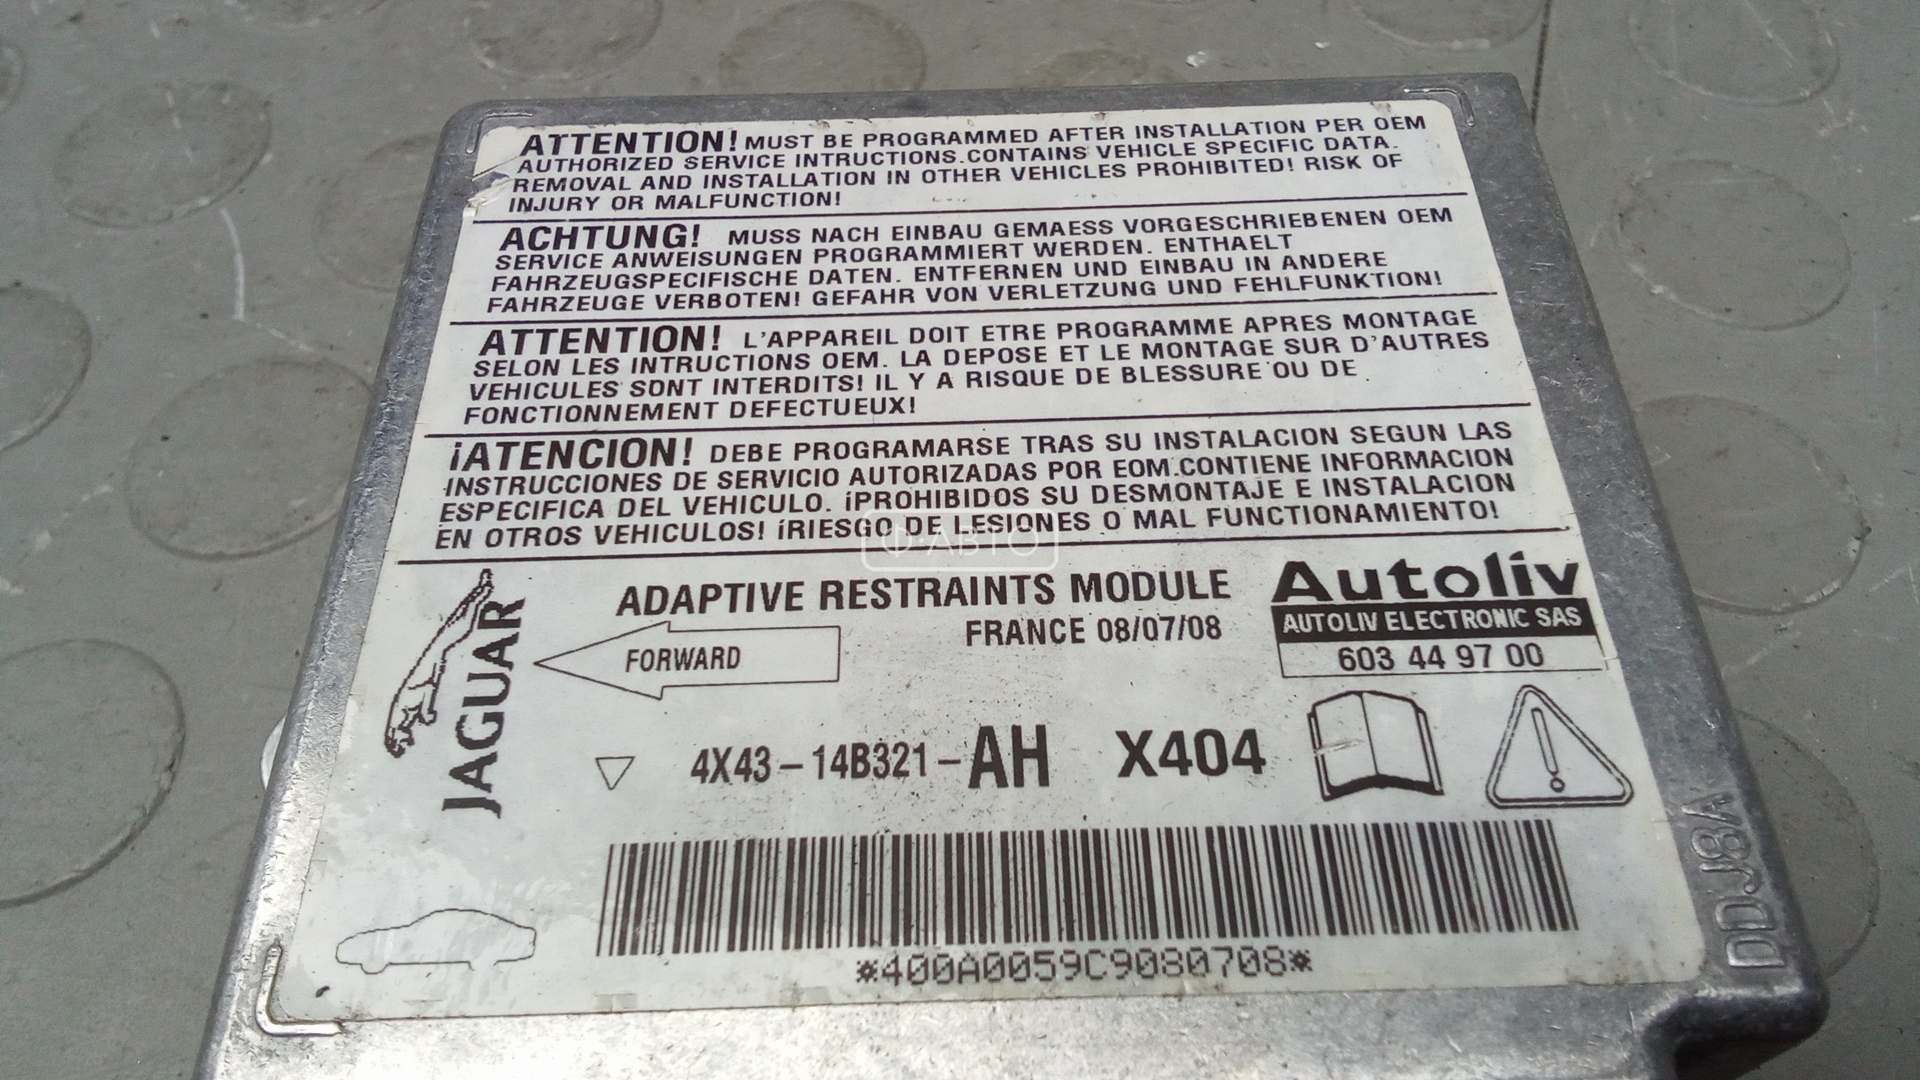 ATTENTION! MUST BE PROGRAMMED AFTER INSTALLATION PER OEM
AUTHORIZED SERVICE INTRUCTIONS.CONTAINS VEHICLE SPECIFIC DATA.
REMOVAL AND INSTALLATION IN OTHER VEHICLES PROHIBITED! RISK OF
INJURY OR MALFUNCTION!
ACHTUNG! MUSS NACH EINBAU GEMAESS VORGESCHRIEBENEN OEM
SERVICE ANWEISUNGEN PROGRAMMIERT WERDEN. ENTHAELT
FAHRZEUGSPECIFISCHE DATEN. ENTFERNEN UND EINBAU IN ANDERE
FAHRZEUGE VERBOTEN! GEFAHR VON VERLETZUNG UND FEHLFUNKTION!
ATTENTION! L'APPAREIL DOIT ETRE PROGRAMME APRES MONTAGE
SELON LES INTRUCTIONS OEM. LA DEPOSE ET LE MONTAGE SUR D'AUTRES
VEHICULES SONT INTERDITS! IL Y A RISQUE DE BLESSURE OU DE
FONCTIONNEMENT DEFECTUEUX!
¡ATENCION! DEBE PROGRAMARSE TRAS SU INSTALACION SEGUN LAS
INSTRUCCIONES DE SERVICIO AUTORIZADAS POR EOM.CONTIENE INFORMACION
ESPECIFICA DEL VEHICULO. ¡PROHIBIDOS SU DESMONTAJE E INSTALACION
EN OTROS VEHICULOS! ¡RIESGO DE LESIONES O MAL FUNCTIONAMIENTO!
Ф·АВТО
JAGUAR
ADAPTIVE RESTRAINTS MODULE
FRANCE 08/07/08
FORWARD
Autoliv
AUTOLIV ELECTRONIC SAS
603 44 97 00
4X43-14B321-AH X404
*400A0059C9080708*
DDJ8A